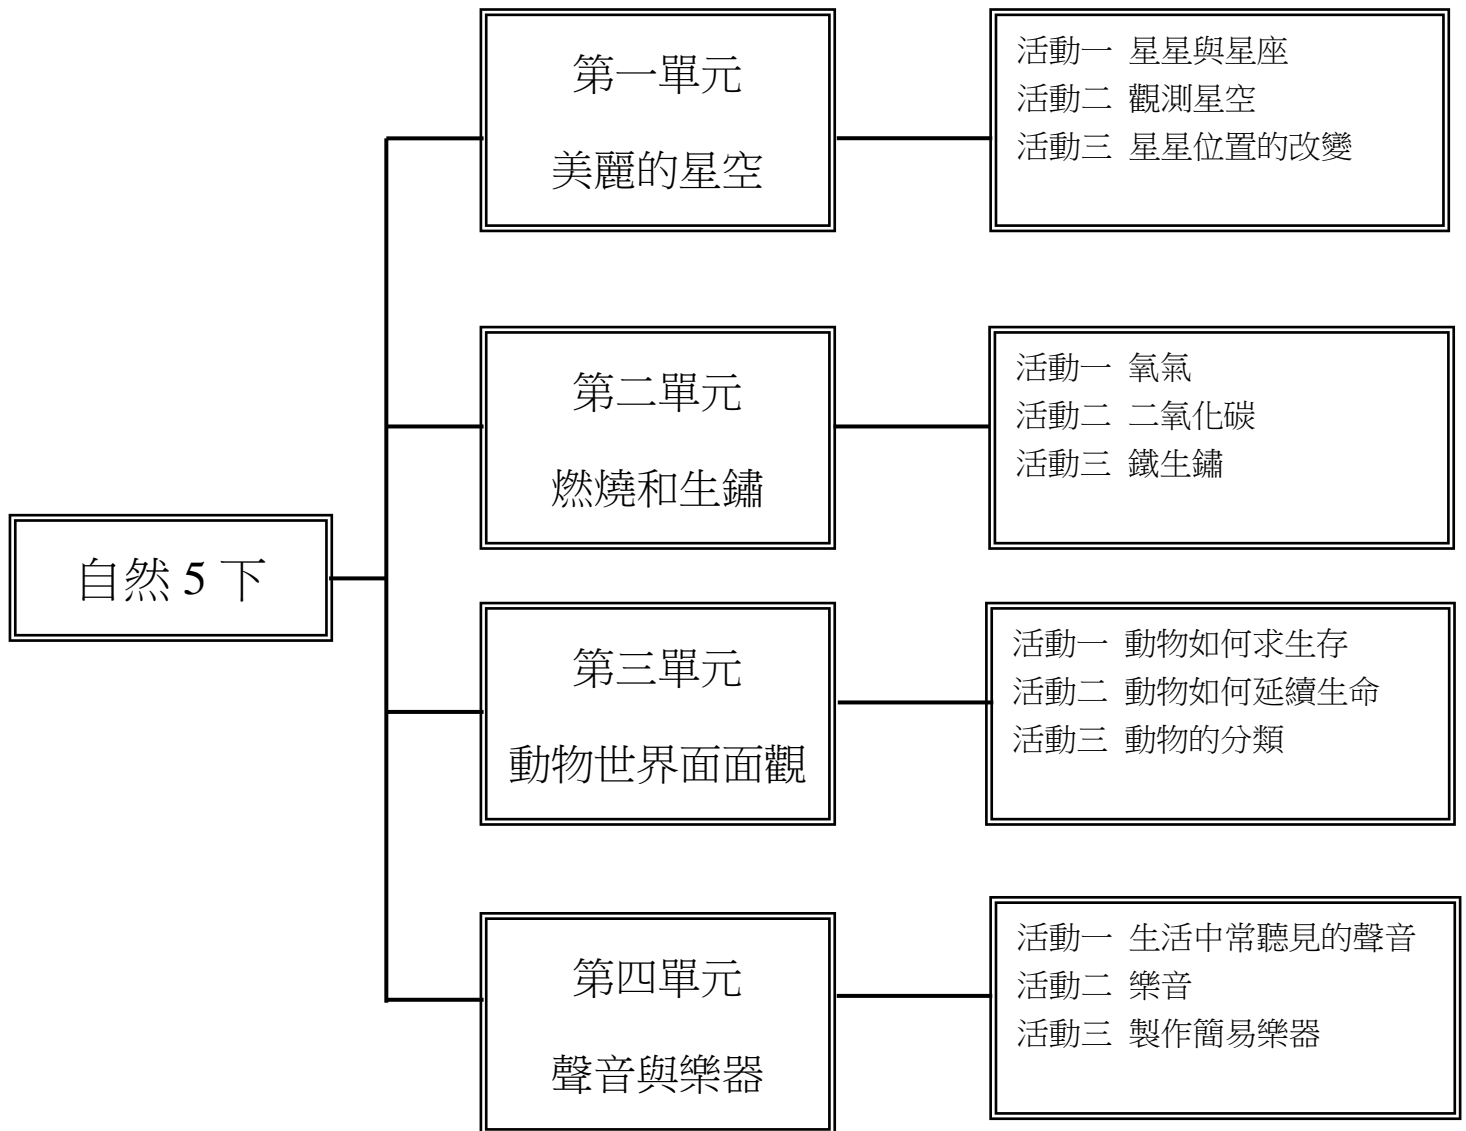 自然 5 下
第一單元
美麗的星空
活動一 星星與星座
活動二 觀測星空
活動三 星星位置的改變
第二單元
燃燒和生鏽
活動一 氧氣
活動二 二氧化碳
活動三 鐵生鏽
第三單元
動物世界面面觀
活動一 動物如何求生存
活動二 動物如何延續生命
活動三 動物的分類
第四單元
聲音與樂器
活動一 生活中常聽見的聲音
活動二 樂音
活動三 製作簡易樂器